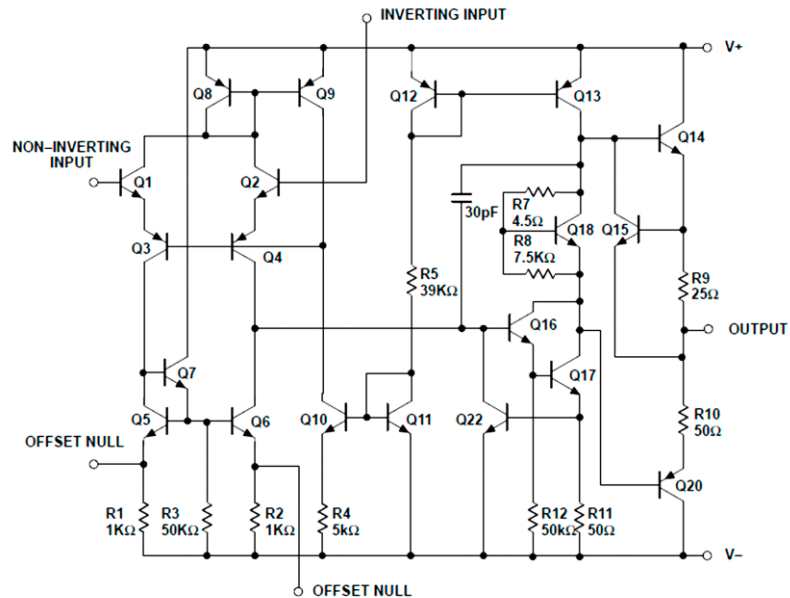 INVERTING INPUT
V+
Q8
Q9
Q12
Q13
Q14
NON–INVERTING
INPUT
Q1
Q2
30pF
R7
4.5Ω
Q18
R8
7.5KΩ
Q15
Q3
Q4
R5
39KΩ
R9
25Ω
Q16
OUTPUT
Q7
Q17
Q5
Q6
Q10
Q11
Q22
R10
50Ω
OFFSET NULL
Q20
R1
1KΩ
R3
50KΩ
R2
1KΩ
R4
5kΩ
R12
50kΩ
R11
50Ω
V–
OFFSET NULL